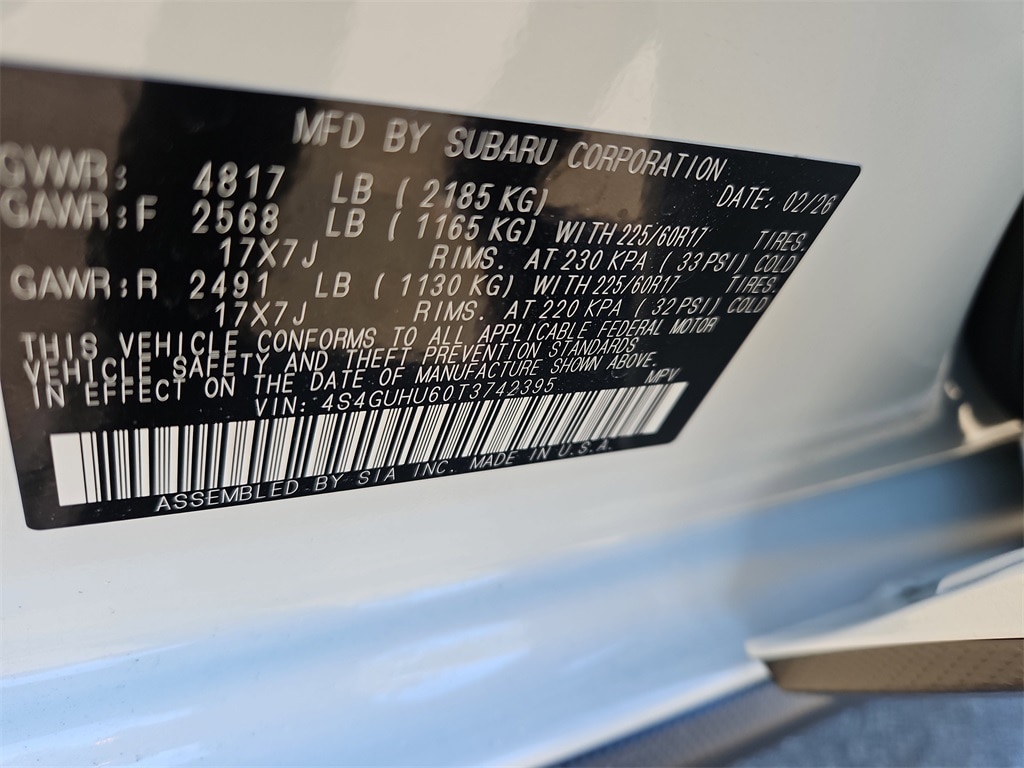 MFD BY SUBARU CORPORATION
GVWR: 4817 LB ( 2185 KG) DATE: 02/26
GAWR:F 2568 LB ( 1165 KG) WITH 225/60R17 TIRES.
17X7J RIMS. AT 230 KPA ( 33 PSI) COLD
GAWR:R 2491 LB ( 1130 KG) WITH 225/60R17 TIRES.
17X7J RIMS. AT 220 KPA ( 32 PSI) COLD
THIS VEHICLE CONFORMS TO ALL APPLICABLE FEDERAL MOTOR
VEHICLE SAFETY AND THEFT PREVENTION STANDARDS
IN EFFECT ON THE DATE OF MANUFACTURE SHOWN ABOVE.
VIN: 4S4GUHU60T3742395 MPV
ASSEMBLED BY SIA INC. MADE IN U.S.A.